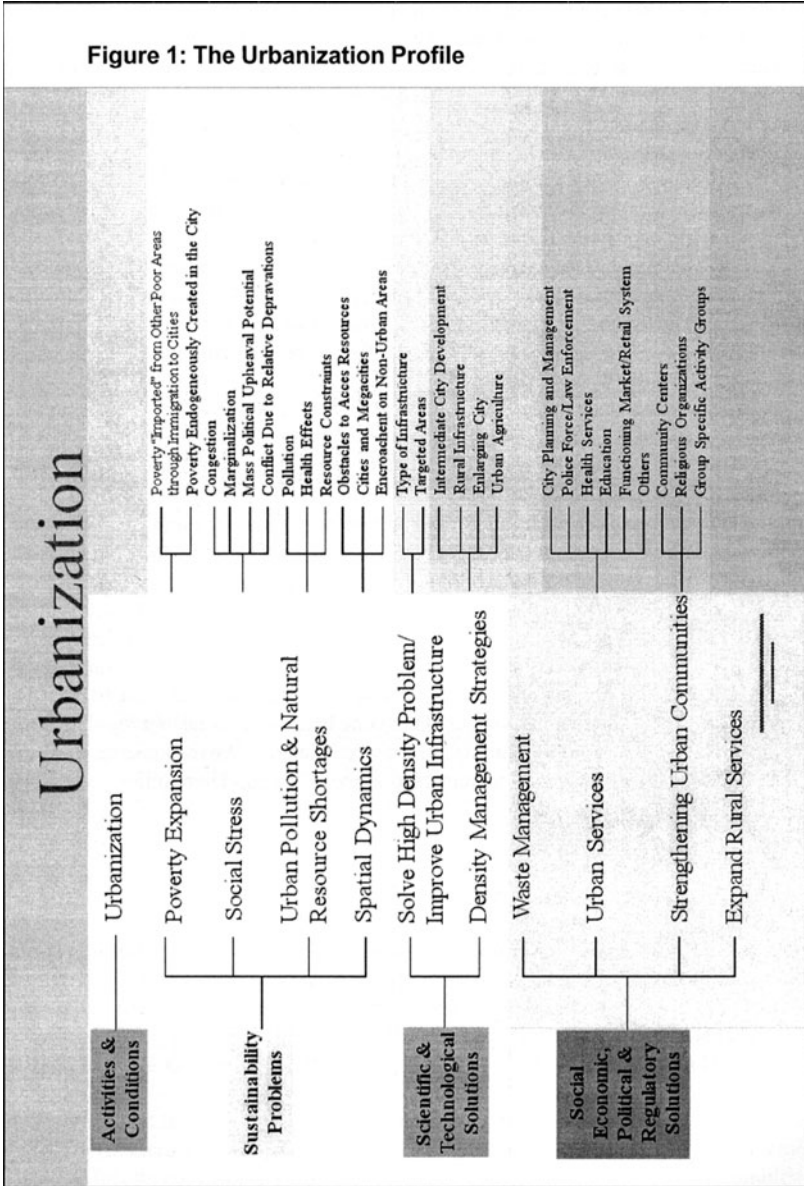 Figure 1: The Urbanization Profile
Urbanization
Activities &
Conditions
Urbanization
Sustainability
Problems
Poverty Expansion
Poverty "Imported" from Other Poor Areas
through Immigration to Cities
Poverty Endogeneously Created in the City
Social Stress
Congestion
Marginalization
Mass Political Upheaval Potential
Conflict Due to Relative Depravations
Urban Pollution & Natural
Resource Shortages
Pollution
Health Effects
Resource Constraints
Spatial Dynamics
Obstacles to Acces Resources
Cities and Megacities
Encroachent on Non-Urban Areas
Scientific &
Technological
Solutions
Solve High Density Problem/
Improve Urban Infrastructure
Type of Infrastricture
Targeted Areas
Density Management Strategies
Intermediate City Development
Rural Infrastructure
Enlarging City
Urban Agriculture
Social
Economic,
Political &
Regulatory
Solutions
Waste Management
Urban Services
City Planning and Management
Police Force/Law Enforcement
Health Services
Education
Functioning Market/Retail System
Others
Strengthening Urban Communities
Community Centers
Religious Organizations
Group Specific Activity Groups
Expand Rural Services